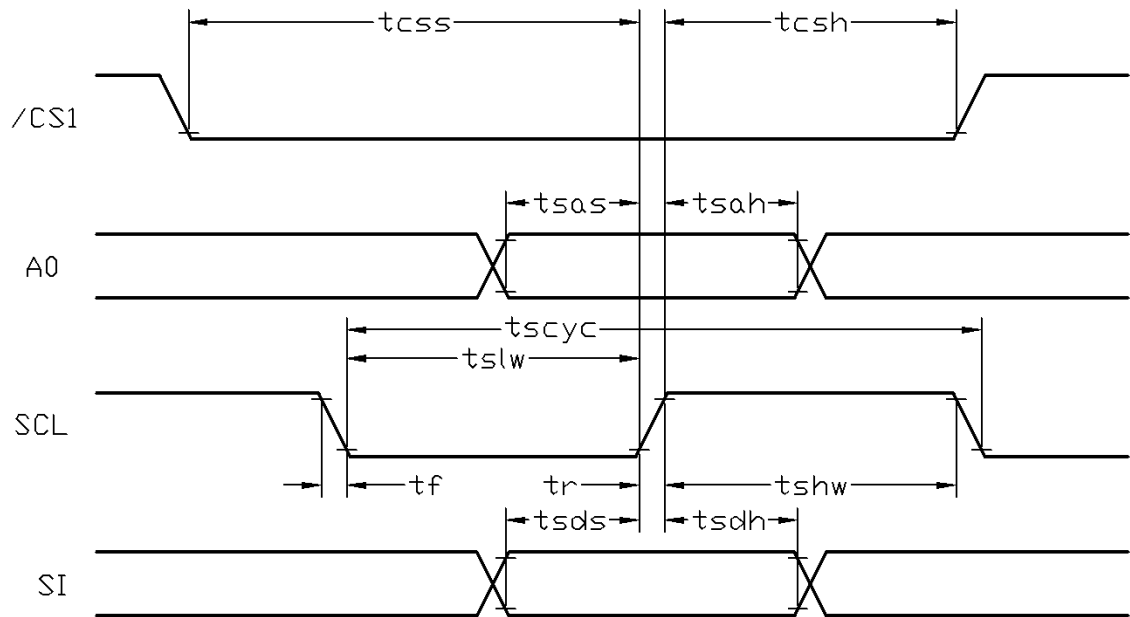 tcss tcsh
/CS1
tsas tsah
A0
tscyc
tslw
SCL
tf tr tshw
tsds tsdh
SI